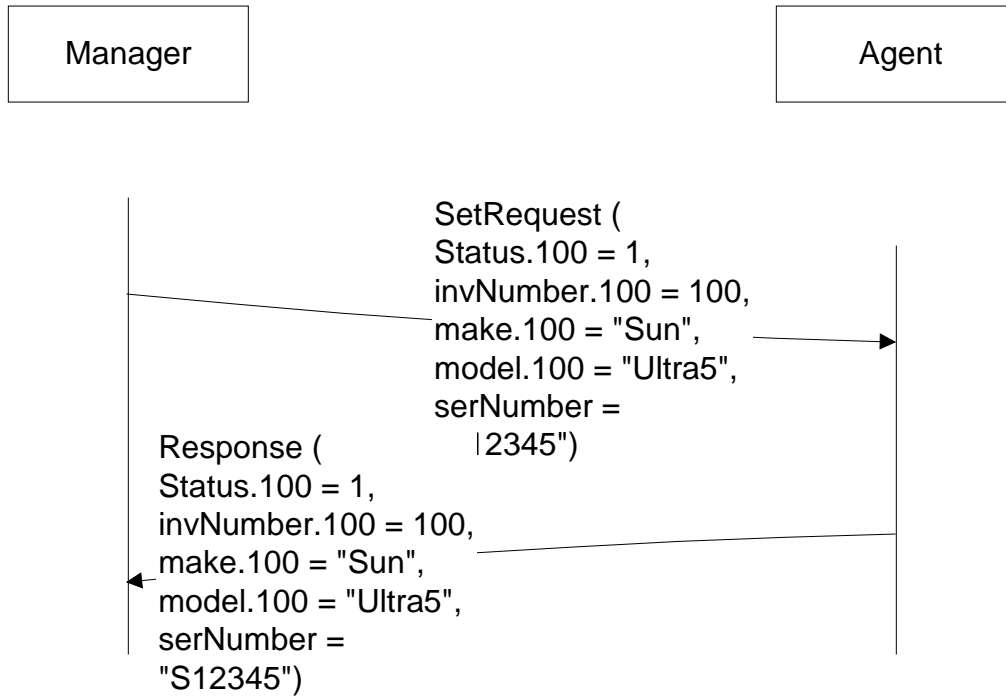 Manager
Agent
SetRequest (
Status.100 = 1,
invNumber.100 = 100,
make.100 = "Sun",
model.100 = "Ultra5",
serNumber =
2345")
Response (
Status.100 = 1,
invNumber.100 = 100,
make.100 = "Sun",
model.100 = "Ultra5",
serNumber =
"S12345")